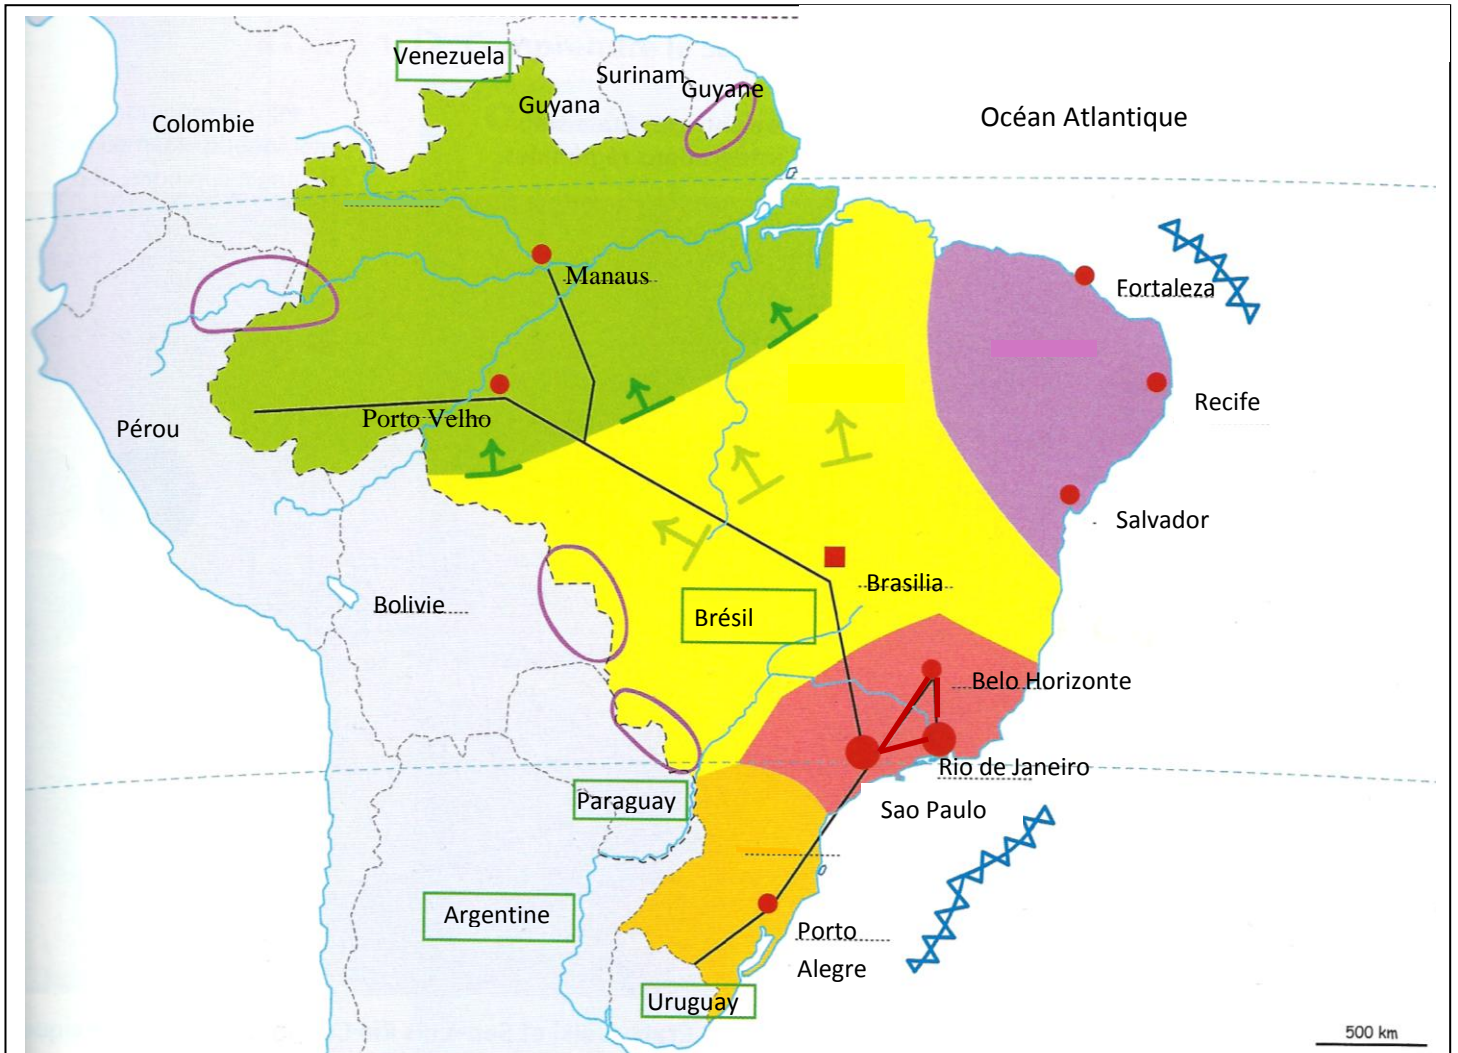 Venezuela
Surinam
Guyane
Guyana
Colombie
Océan Atlantique
Manaus
Fortaleza
Porto Velho
Recife
Pérou
Salvador
Brasilia
Bolivie
Brésil
Belo Horizonte
Rio de Janeiro
Paraguay
Sao Paulo
Argentine
Porto
Alegre
Uruguay
500 km